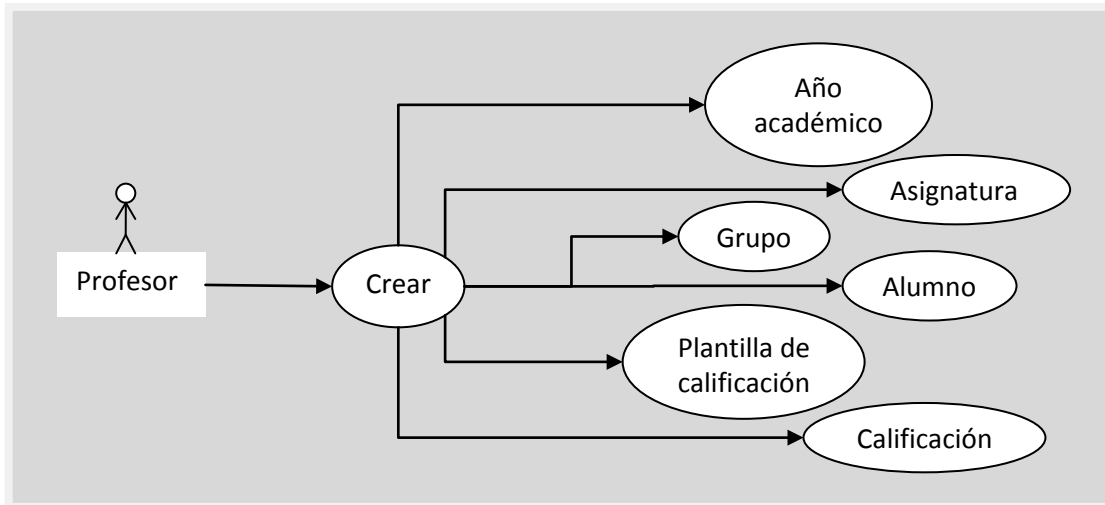 Año
académico
Asignatura
Grupo
Profesor
Crear
Alumno
Plantilla de
calificación
Calificación